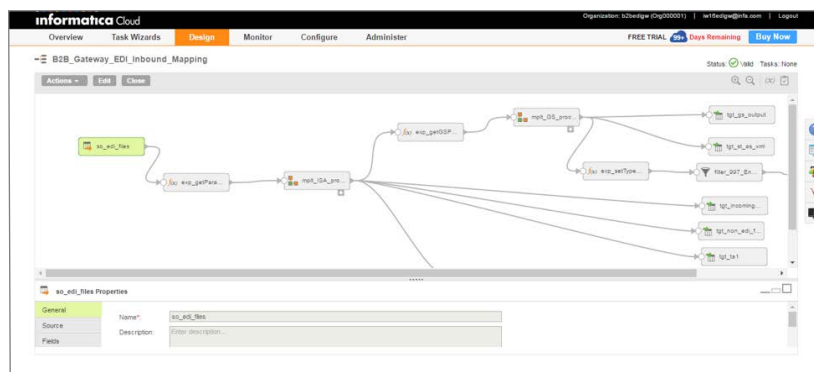 Organization: b2bedigw (Org000001) | iw16edigw@infa.com | Logout
informatica Cloud
Overview Task Wizards Design Monitor Configure Administer FREE TRIAL 99+ Days Remaining Buy Now
B2B_Gateway_EDI_Inbound_Mapping
Status: Valid Tasks: None
Actions Edit Close
tgt_gs_output
mplt_GS_proc...
f(x) exp_getGSP...
so_edi_files
tgt_st_as_xml
f(x) exp_setType...
filter_997_En...
f(x) exp_getPara...
mplt_ISA_pro...
tgt_incoming...
tgt_non_edi_f...
tgt_ta1
so_edi_files Properties
General
Name*: so_edi_files
Source
Description: Enter description...
Fields